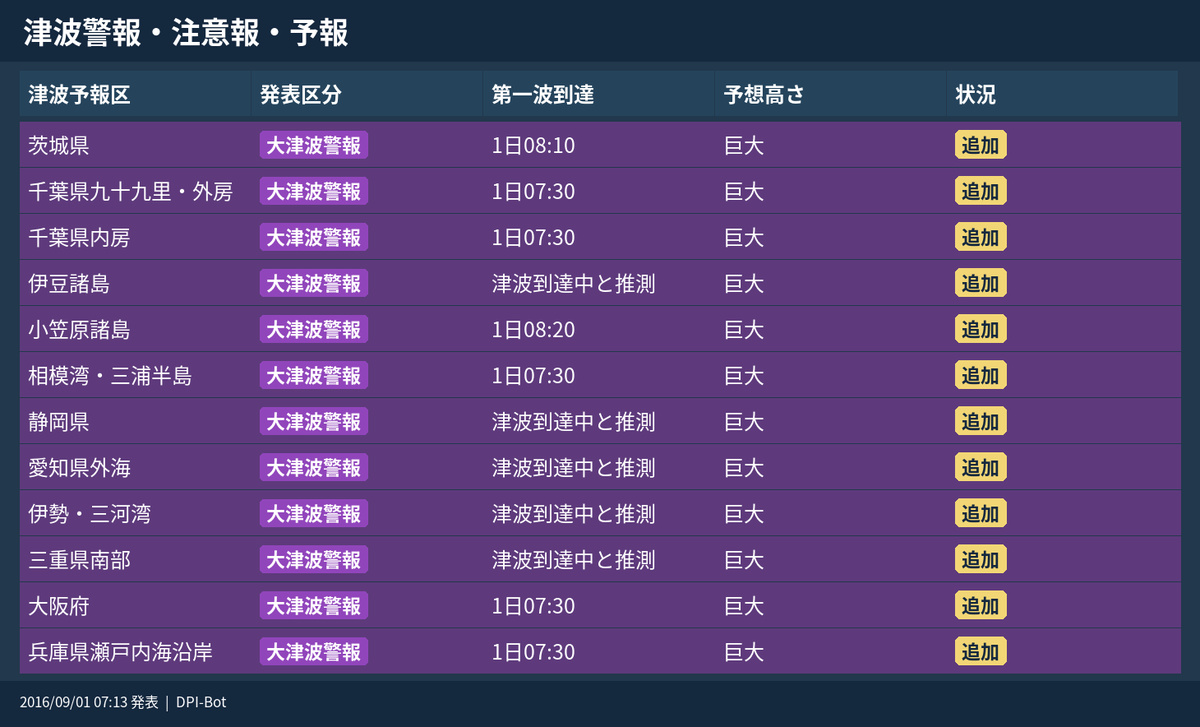 津波警報・注意報・予報
津波予報区 発表区分 第一波到達 予想高さ 状況
茨城県 大津波警報 1日08:10 巨大 追加
千葉県九十九里・外房 大津波警報 1日07:30 巨大 追加
千葉県内房 大津波警報 1日07:30 巨大 追加
伊豆諸島 大津波警報 津波到達中と推測 巨大 追加
小笠原諸島 大津波警報 1日08:20 巨大 追加
相模湾・三浦半島 大津波警報 1日07:30 巨大 追加
静岡県 大津波警報 津波到達中と推測 巨大 追加
愛知県外海 大津波警報 津波到達中と推測 巨大 追加
伊勢・三河湾 大津波警報 津波到達中と推測 巨大 追加
三重県南部 大津波警報 津波到達中と推測 巨大 追加
大阪府 大津波警報 1日07:30 巨大 追加
兵庫県瀬戸内海沿岸 大津波警報 1日07:30 巨大 追加
2016/09/01 07:13 発表 | DPI-Bot